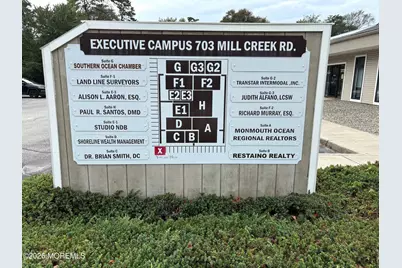 EXECUTIVE CAMPUS 703 MILL CREEK RD.
Suite G
SOUTHERN OCEAN CHAMBER
Suite F-1
LAND LINE SURVEYORS
Suite E-2
ALISON L. AARON, ESQ.
Suite H
PAUL R. SANTOS, DMD
Suite E-1
STUDIO NDB
Suite D
SHORELINE WEALTH MANAGEMENT
Suite C
DR. BRIAN SMITH, DC
G G3 G2
F1 F2
E2 E3
H
E1
D
A
C B
X
Suite G-2
TRANSTAR INTERMODAL, INC.
Suite G-3
JUDITH ALFANO, LCSW
Suite F-2
RICHARD MURRAY, ESQ.
Suite A
MONMOUTH OCEAN
REGIONAL REALTORS
Suite B
RESTAINO REALTY
© 2026 MOREMLS